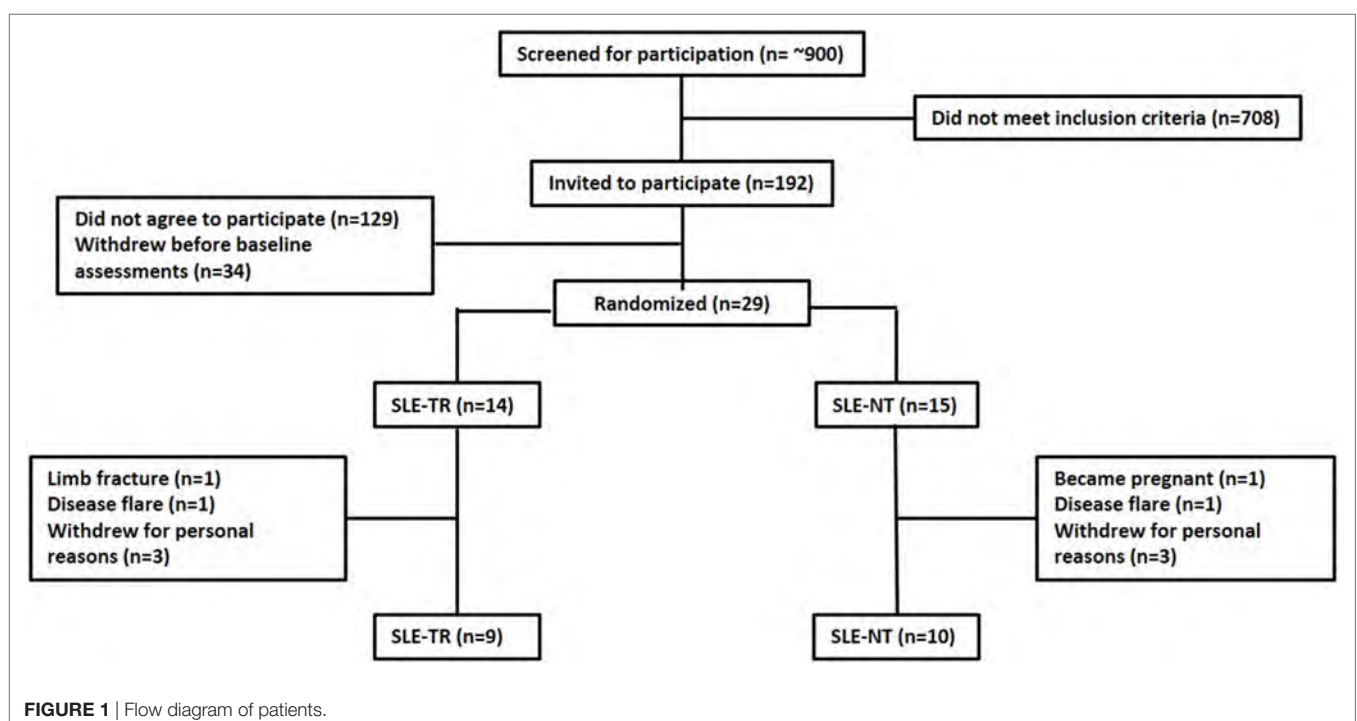 Screened for participation (n= ~900)
Did not meet inclusion criteria (n=708)
Invited to participate (n=192)
Did not agree to participate (n=129)
Withdrew before baseline
assessments (n=34)
Randomized (n=29)
SLE-TR (n=14)
SLE-NT (n=15)
Limb fracture (n=1)
Disease flare (n=1)
Withdrew for personal
reasons (n=3)
Became pregnant (n=1)
Disease flare (n=1)
Withdrew for personal
reasons (n=3)
SLE-TR (n=9)
SLE-NT (n=10)
FIGURE 1 | Flow diagram of patients.